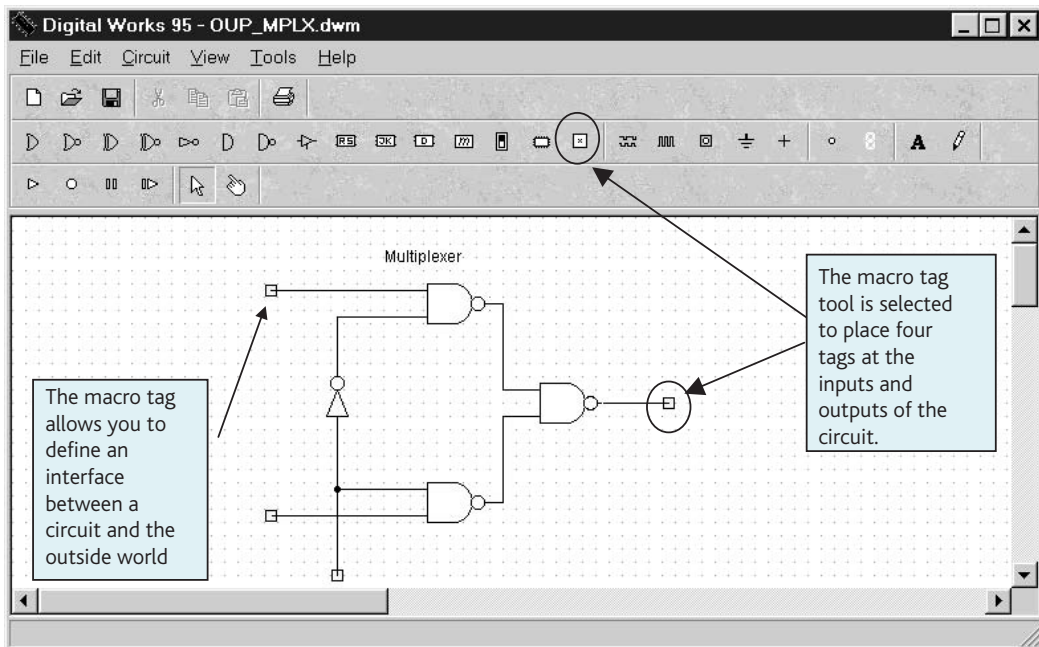 Digital Works 95 - OUP_MPLX.dwm
File Edit Circuit View Tools Help
RS JK D m A
Multiplexer
The macro tag
tool is selected
to place four
tags at the
inputs and
outputs of the
circuit.
The macro tag
allows you to
define an
interface
between a
circuit and the
outside world